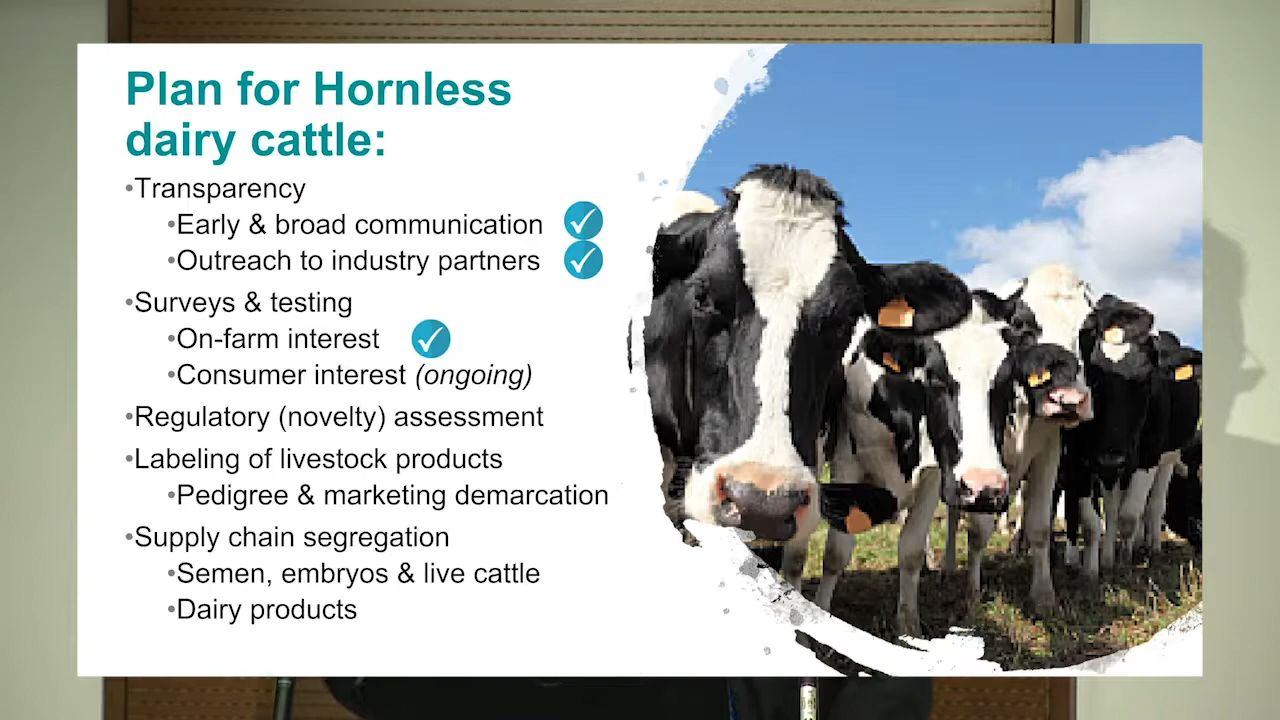 Plan for Hornless
dairy cattle:
•Transparency
•Early & broad communication
•Outreach to industry partners
•Surveys & testing
•On-farm interest
•Consumer interest (ongoing)
•Regulatory (novelty) assessment
•Labeling of livestock products
•Pedigree & marketing demarcation
•Supply chain segregation
•Semen, embryos & live cattle
•Dairy products